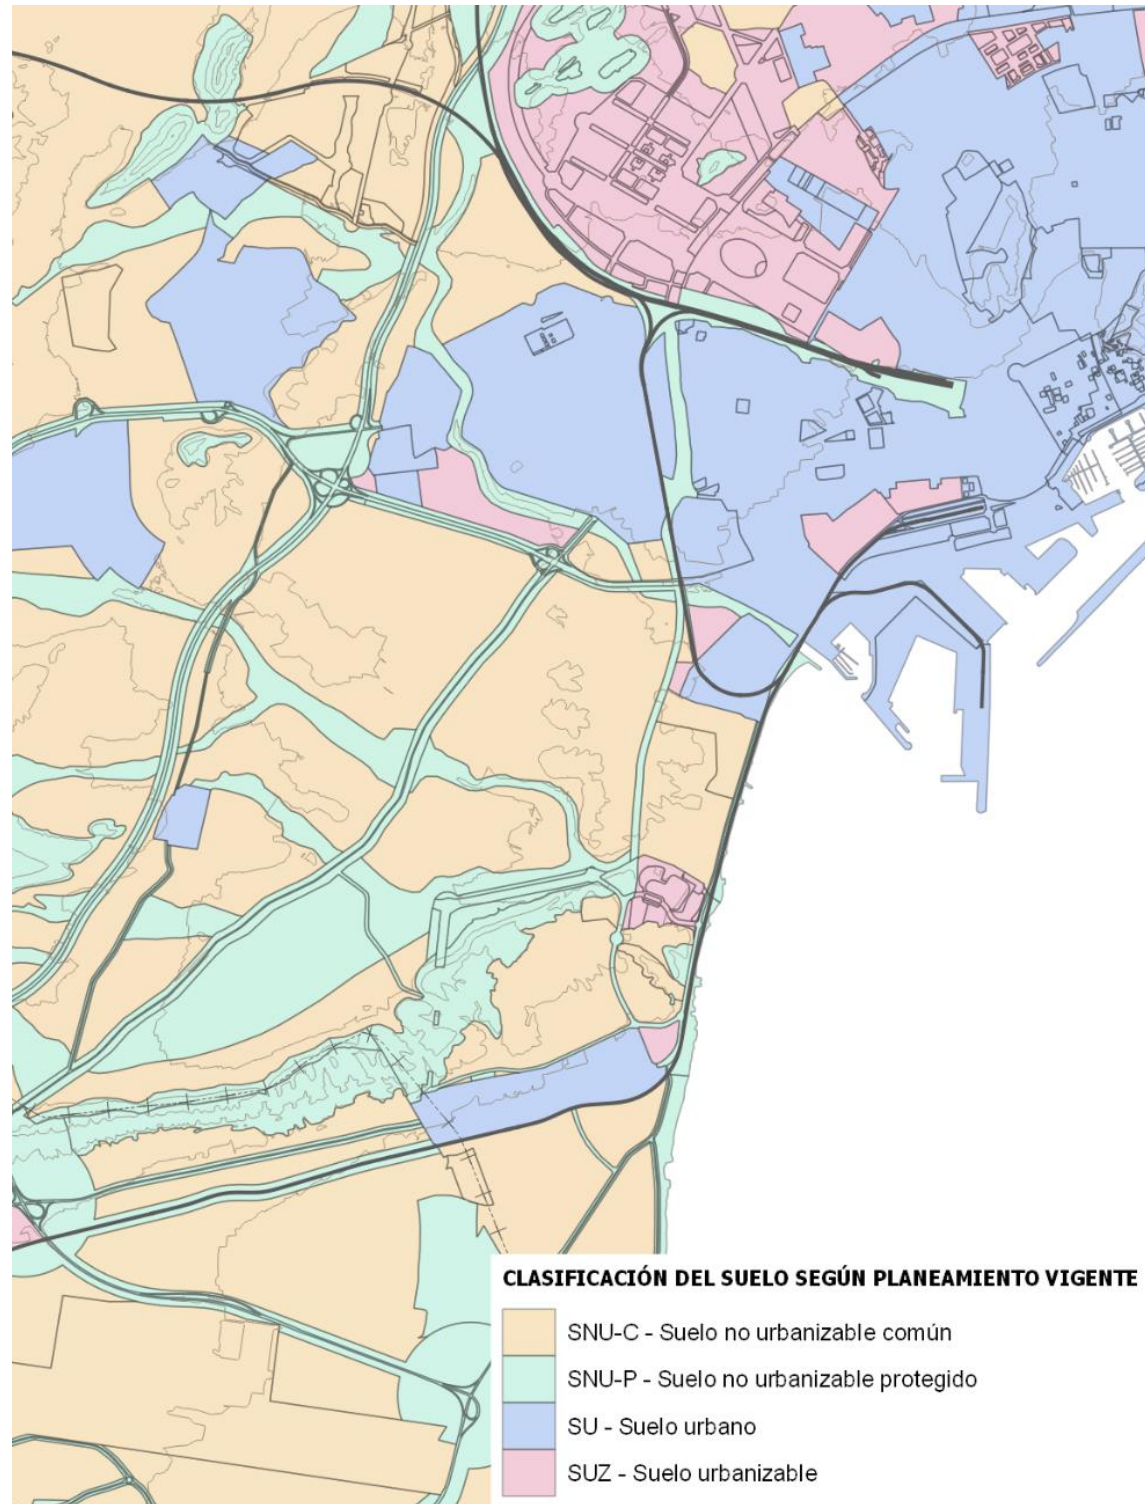 CLASIFICACIÓN DEL SUELO SEGÚN PLANEAMIENTO VIGENTE
SNU-C - Suelo no urbanizable común
SNU-P - Suelo no urbanizable protegido
SU - Suelo urbano
SUZ - Suelo urbanizable